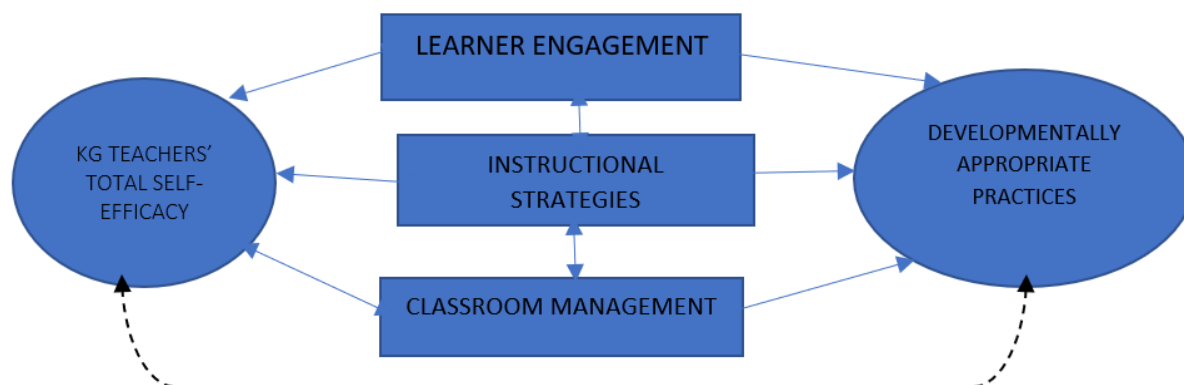 LEARNER ENGAGEMENT
KG TEACHERS’
TOTAL SELF-
EFFICACY
INSTRUCTIONAL
STRATEGIES
DEVELOPMENTALLY
APPROPRIATE
PRACTICES
CLASSROOM MANAGEMENT